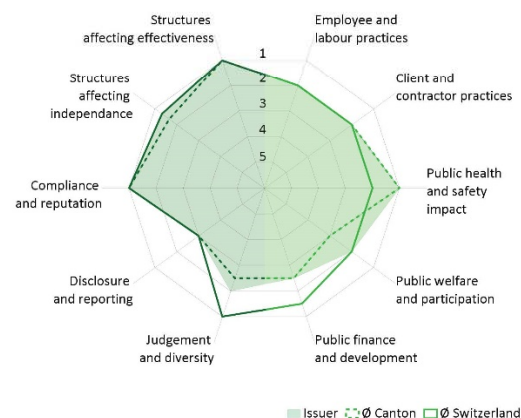 Structures
affecting effectiveness
Employee and
labour practices
Structures
affecting
independence
Client and
contractor practices
1
2
3
4
5
Compliance
and reputation
Public health
and safety
impact
Disclosure
and reporting
Public welfare
and participation
Judgement
and diversity
Public finance
and development
Issuer Ø Canton Ø Switzerland